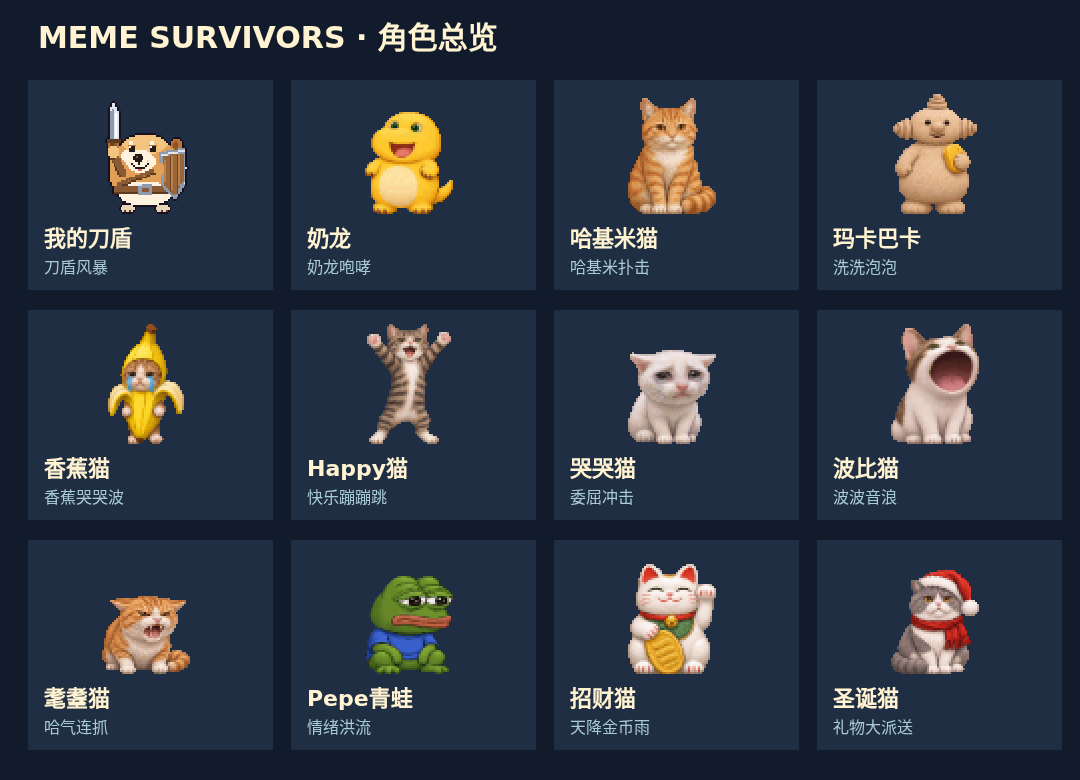 MEME SURVIVORS · 角色总览
我的刀盾
刀盾风暴
奶龙
奶龙咆哮
哈基米猫
哈基米扑击
玛卡巴卡
洗洗泡泡
香蕉猫
香蕉哭哭波
Happy猫
快乐蹦蹦跳
哭哭猫
委屈冲击
波比猫
波波音浪
耄耋猫
哈气连抓
Pepe青蛙
情绪洪流
招财猫
天降金币雨
圣诞猫
礼物大派送